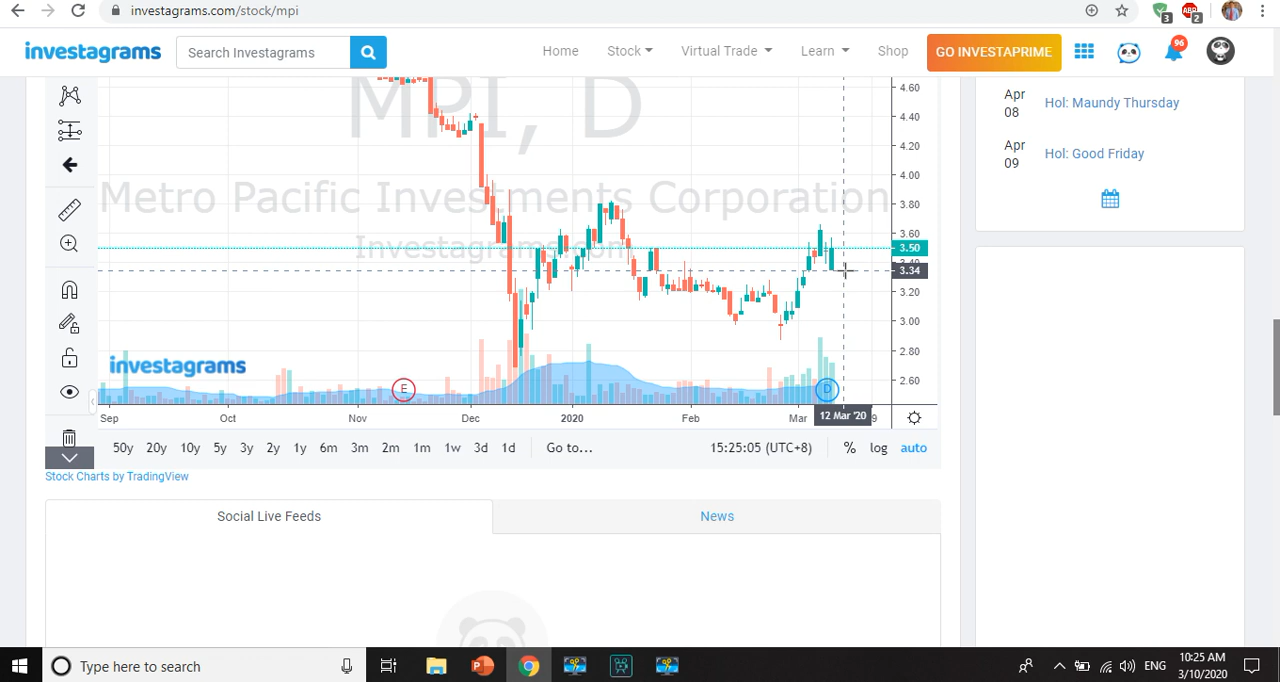 investagrams.com/stock/mpi
3
2
investagrams
Search Investagrams
Home
Stock
Virtual Trade
Learn
Shop
GO INVESTAPRIME
96
MPI, D
Metro Pacific Investments Corporation
Investagrams.com
investagrams
4.60
4.40
4.20
4.00
3.80
3.60
3.50
3.40
3.34
3.20
3.00
2.80
2.60
E
D
Sep
Oct
Nov
Dec
2020
Feb
Mar
12 Mar '20
9
50y
20y
10y
5y
3y
2y
1y
6m
3m
2m
1m
1w
3d
1d
Go to...
15:25:05 (UTC+8)
%
log
auto
Stock Charts by TradingView
Social Live Feeds
News
Apr
08
Hol: Maundy Thursday
Apr
09
Hol: Good Friday
Type here to search
ENG
10:25 AM
3/10/2020